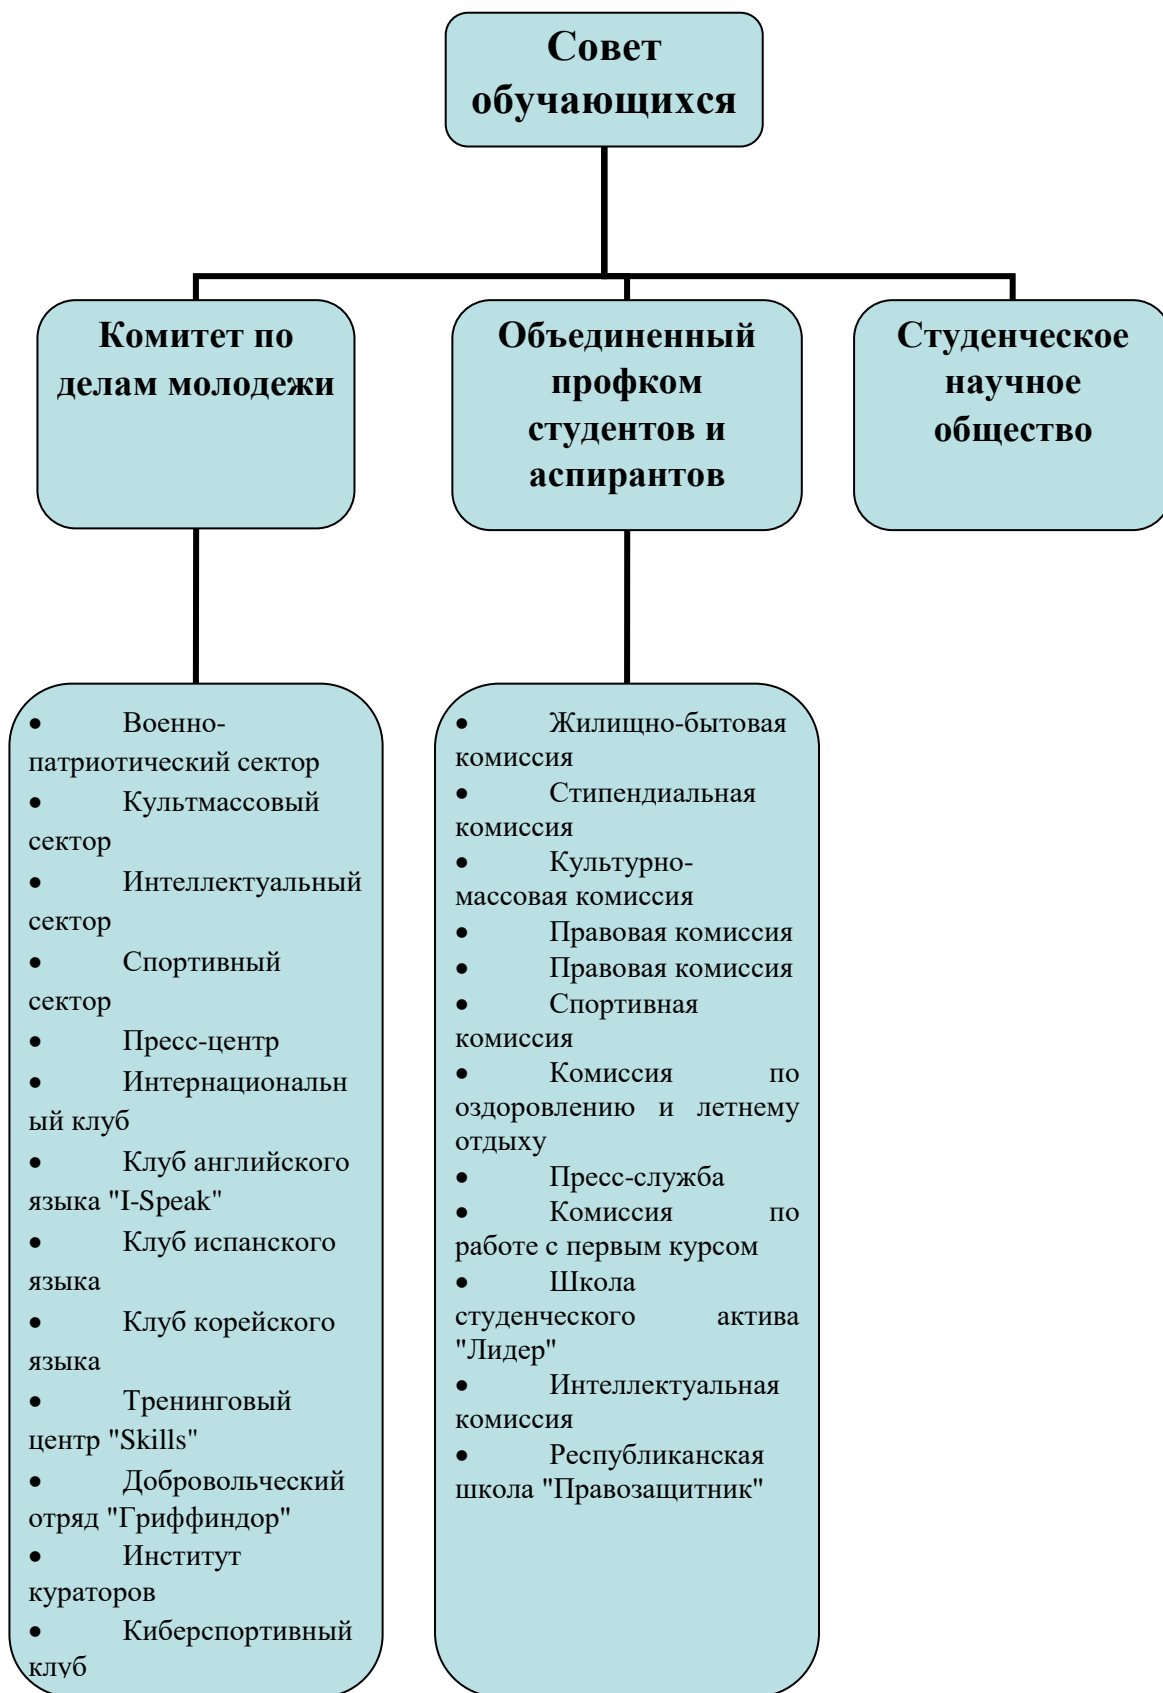 Совет
обучающихся
Комитет по
делам молодежи
Объединенный
профком
студентов и
аспирантов
Студенческое
научное
общество
• Военно-
патриотический сектор
• Культмассовый
сектор
• Интеллектуальный
сектор
• Спортивный
сектор
• Пресс-центр
• Интернациональн
ый клуб
• Клуб английского
языка "I-Speak"
• Клуб испанского
языка
• Клуб корейского
языка
• Тренинговый
центр "Skills"
• Добровольческий
отряд "Гриффиндор"
• Институт
кураторов
• Киберспортивный
клуб
• Жилищно-бытовая
комиссия
• Стипендиальная
комиссия
• Культурно-
массовая комиссия
• Правовая комиссия
• Правовая комиссия
• Спортивная
комиссия
• Комиссия по
оздоровлению и летнему
отдыху
• Пресс-служба
• Комиссия по
работе с первым курсом
• Школа
студенческого актива
"Лидер"
• Интеллектуальная
комиссия
• Республиканская
школа "Правозащитник"